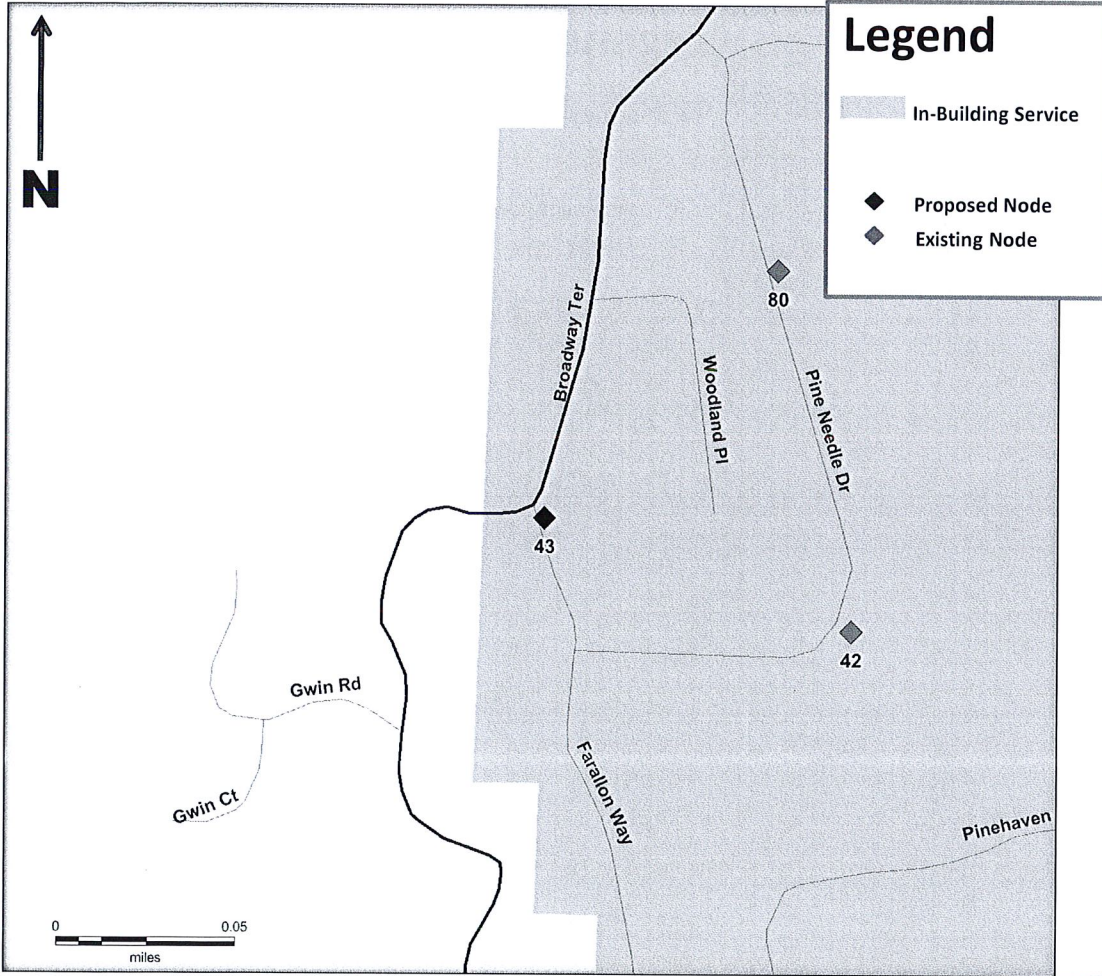 N
Legend
In-Building Service
Proposed Node
Existing Node
80
Broadway Ter
Woodland Pl
Pine Needle Dr
43
42
Gwin Rd
Gwin Ct
Farallon Way
Pinehaven
0 0.05
miles